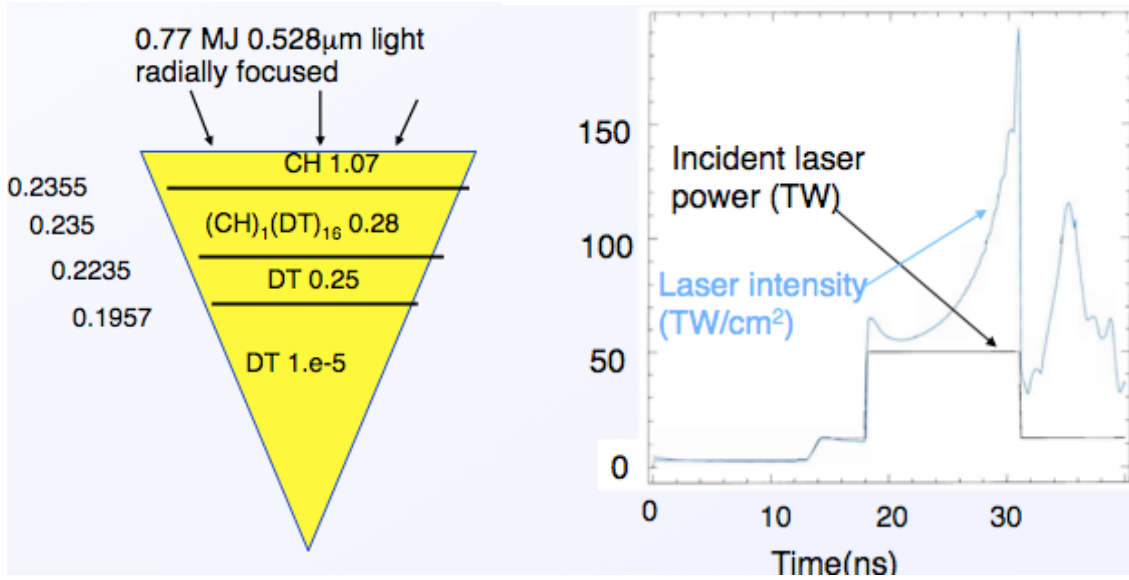 0.77 MJ 0.528μm light
radially focused
CH 1.07
0.2355
0.235
(CH)₁(DT)₁₆ 0.28
0.2235
DT 0.25
0.1957
DT 1.e-5
150
100
50
0
Incident laser
power (TW)
Laser intensity
(TW/cm²)
0 10 20 30
Time(ns)